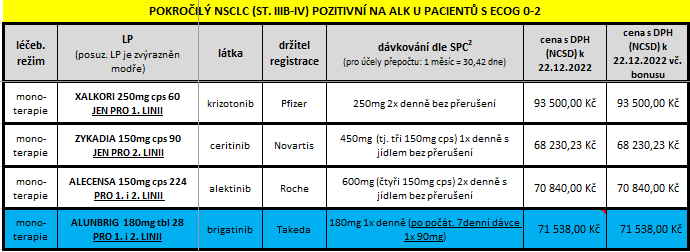 POKROČILÝ NSCLC (ST. IIIB-IV) POZITIVNÍ NA ALK U PACIENTŮ S ECOG 0-2
léčeb.
režim
LP
(posuz. LP je zvýrazněn
modře)
látka
držitel
registrace
dávkování dle SPC²
(pro účely přepočtu: 1 měsíc = 30,42 dne)
cena s DPH
(NCSD) k
22.12.2022
cena s DPH
(NCSD) k
22.12.2022 vč.
bonusu
mono-
terapie
XALKORI 250mg cps 60
JEN PRO 1. LINII
krizotonib
Pfizer
250mg 2x denně bez přerušení
93 500,00 Kč
93 500,00 Kč
mono-
terapie
ZYKADIA 150mg cps 90
JEN PRO 2. LINII
ceritinib
Novartis
450mg (tj. tři 150mg cps) 1x denně s
jídlem bez přerušení
68 230,23 Kč
68 230,23 Kč
mono-
terapie
ALECENSA 150mg cps 224
PRO 1. i 2. LINII
alektinib
Roche
600mg (čtyři 150mg cps) 2x denně s
jídlem bez přerušení
70 840,00 Kč
70 840,00 Kč
mono-
terapie
ALUNBRIG 180mg tbl 28
PRO 1. i 2. LINII
brigatinib
Takeda
180mg 1x denně (po počát. 7denní dávce
1x 90mg)
71 538,00 Kč
71 538,00 Kč